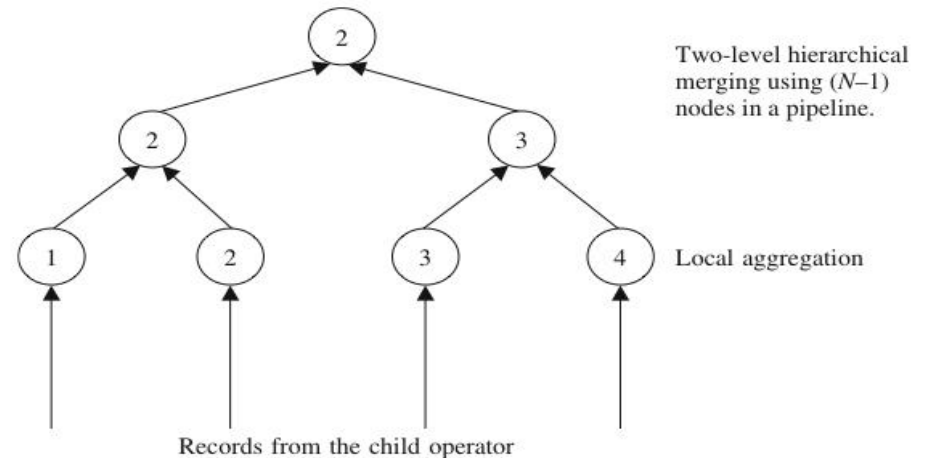 2
Two-level hierarchical
merging using (N–1)
nodes in a pipeline.
2
3
1
2
3
4
Local aggregation
Records from the child operator